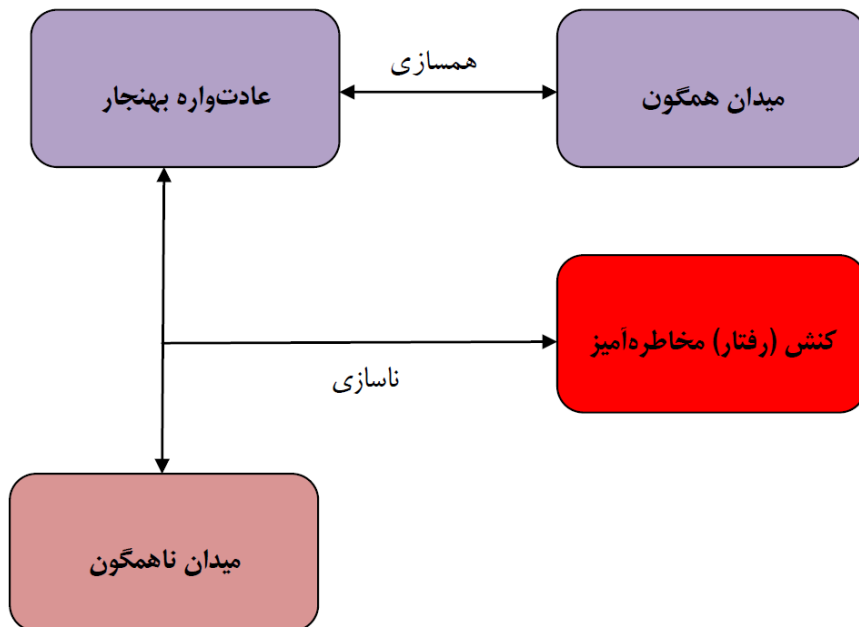 میدان همگون
همسازی
عادت‌واره بهنجار
کنش (رفتار) مخاطره‌آمیز
ناسازی
میدان ناهمگون